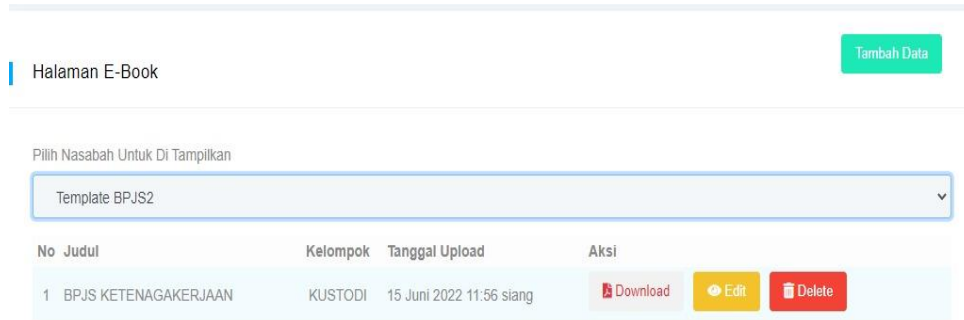 Tambah Data
Halaman E-Book
Pilih Nasabah Untuk Di Tampilkan
Template BPJS2
No Judul Kelompok Tanggal Upload Aksi
1 BPJS KETENAGAKERJAAN KUSTODI 15 Juni 2022 11:56 siang Download Edit Delete